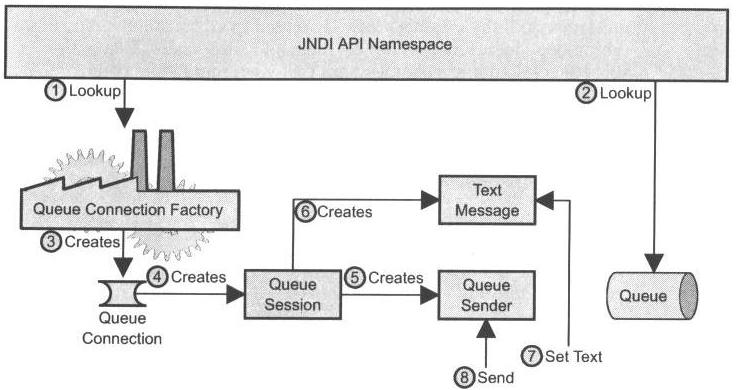 JNDI API Namespace
1 Lookup
2 Lookup
Queue Connection Factory
Text
Message
6 Creates
3 Creates
4 Creates
Queue
Session
5 Creates
Queue
Sender
Queue
Queue
Connection
7 Set Text
8 Send